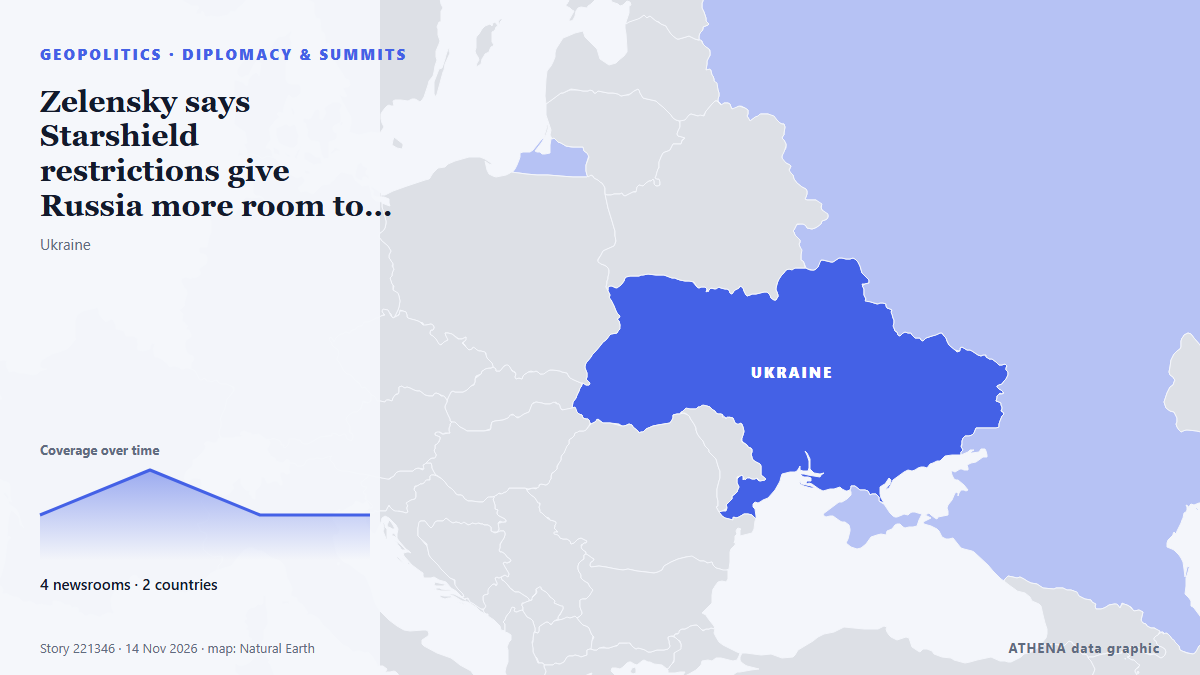 GEOPOLITICS · DIPLOMACY & SUMMITS
Zelensky says
Starshield
restrictions give
Russia more room to...
Ukraine
UKRAINE
Coverage over time
4 newsrooms · 2 countries
Story 221346 · 14 Nov 2026 · map: Natural Earth
ATHENA data graphic